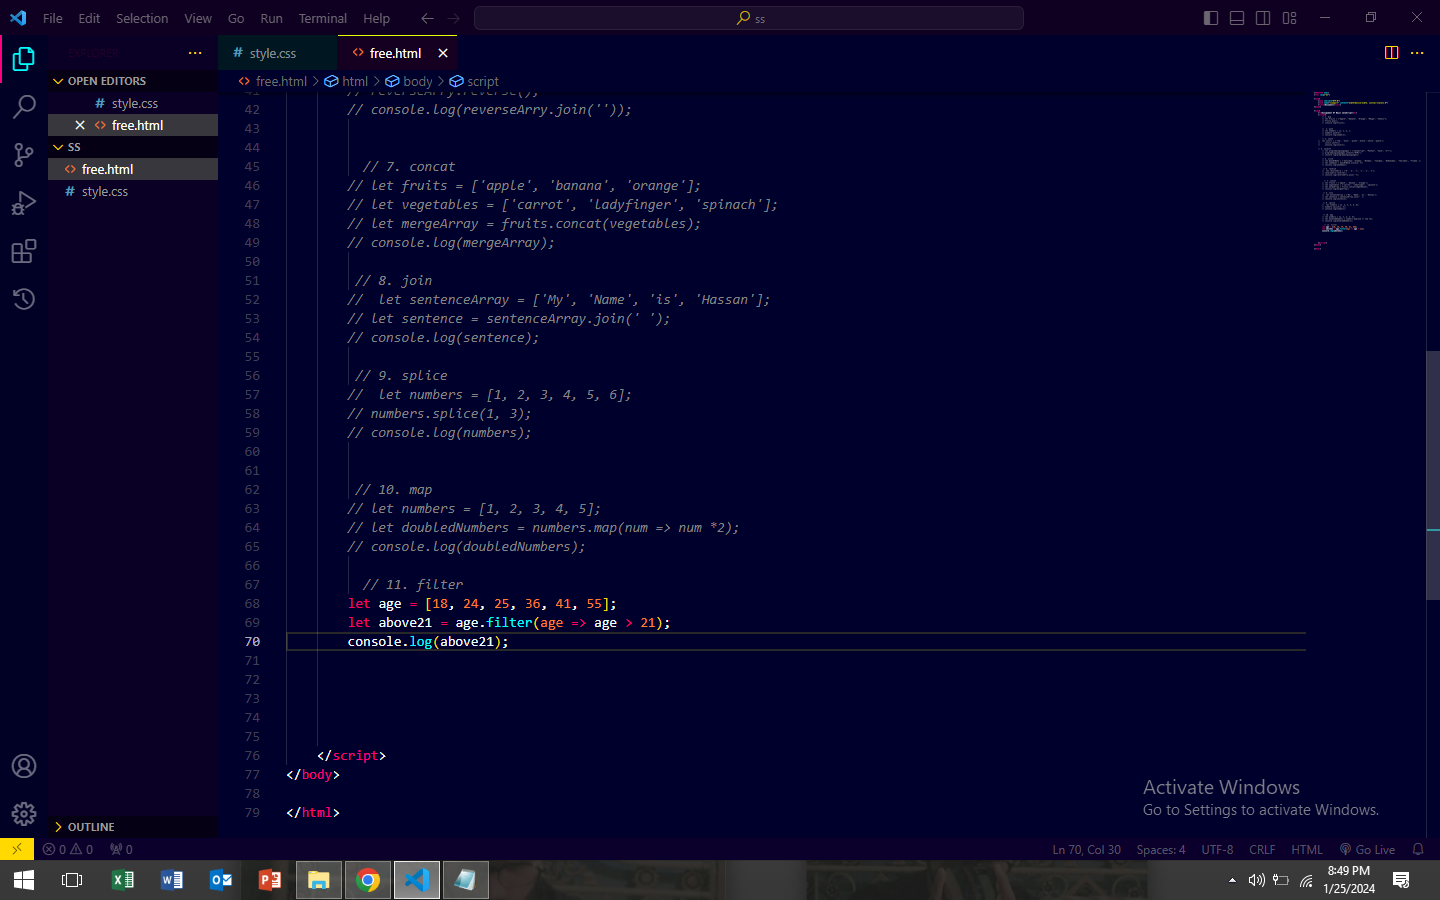 File Edit Selection View Go Run Terminal Help
ss
EXPLORER
style.css
free.html
OPEN EDITORS
style.css
free.html
SS
free.html
style.css
OUTLINE
free.html > html > body > script
41 // reverseArry.reverse();
42 // console.log(reverseArry.join(''));
43
44
45 // 7. concat
46 // let fruits = ['apple', 'banana', 'orange'];
47 // let vegetables = ['carrot', 'ladyfinger', 'spinach'];
48 // let mergeArray = fruits.concat(vegetables);
49 // console.log(mergeArray);
50
51 // 8. join
52 //  let sentenceArray = ['My', 'Name', 'is', 'Hassan'];
53 // let sentence = sentenceArray.join(' ');
54 // console.log(sentence);
55
56 // 9. splice
57 //  let numbers = [1, 2, 3, 4, 5, 6];
58 // numbers.splice(1, 3);
59 // console.log(numbers);
60
61
62 // 10. map
63 // let numbers = [1, 2, 3, 4, 5];
64 // let doubledNumbers = numbers.map(num => num *2);
65 // console.log(doubledNumbers);
66
67 // 11. filter
68 let age = [18, 24, 25, 36, 41, 55];
69 let above21 = age.filter(age => age > 21);
70 console.log(above21);
71
72
73
74
75
76 </script>
77 </body>
78
79 </html>
Activate Windows
Go to Settings to activate Windows.
0 0 0
Ln 70, Col 30 Spaces: 4 UTF-8 CRLF HTML Go Live
8:49 PM
1/25/2024